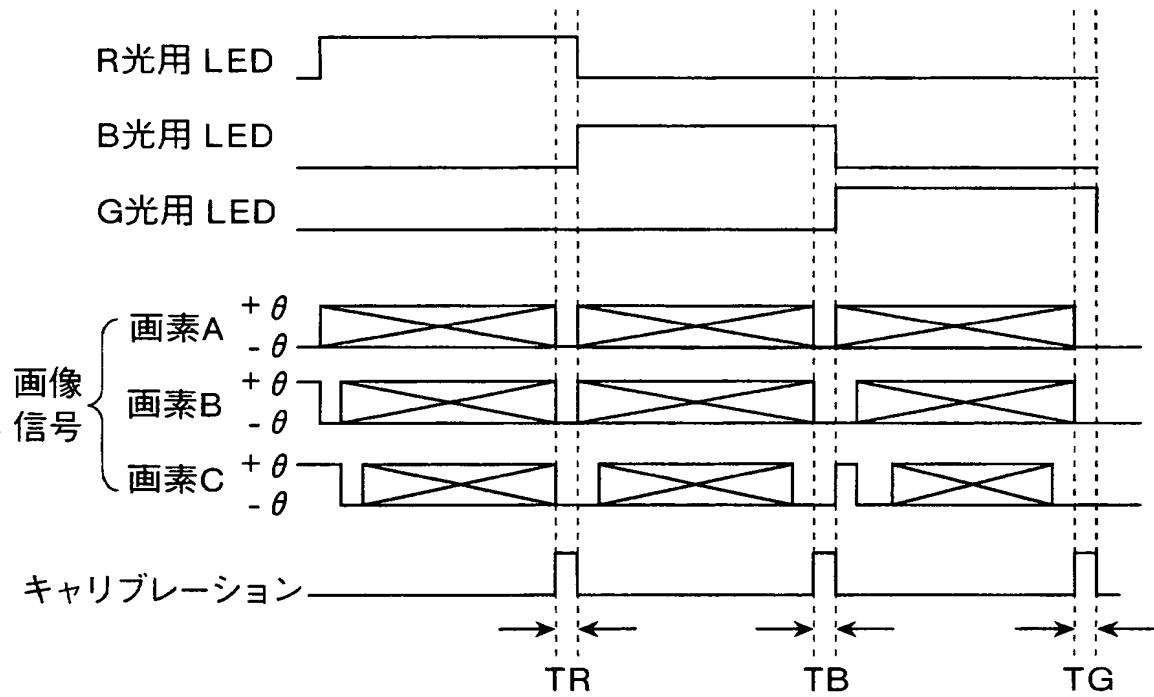 R光用 LED
B光用 LED
G光用 LED
画像
信号
画素A +θ
-θ
画素B +θ
-θ
画素C +θ
-θ
キャリブレーション
TR TB TG